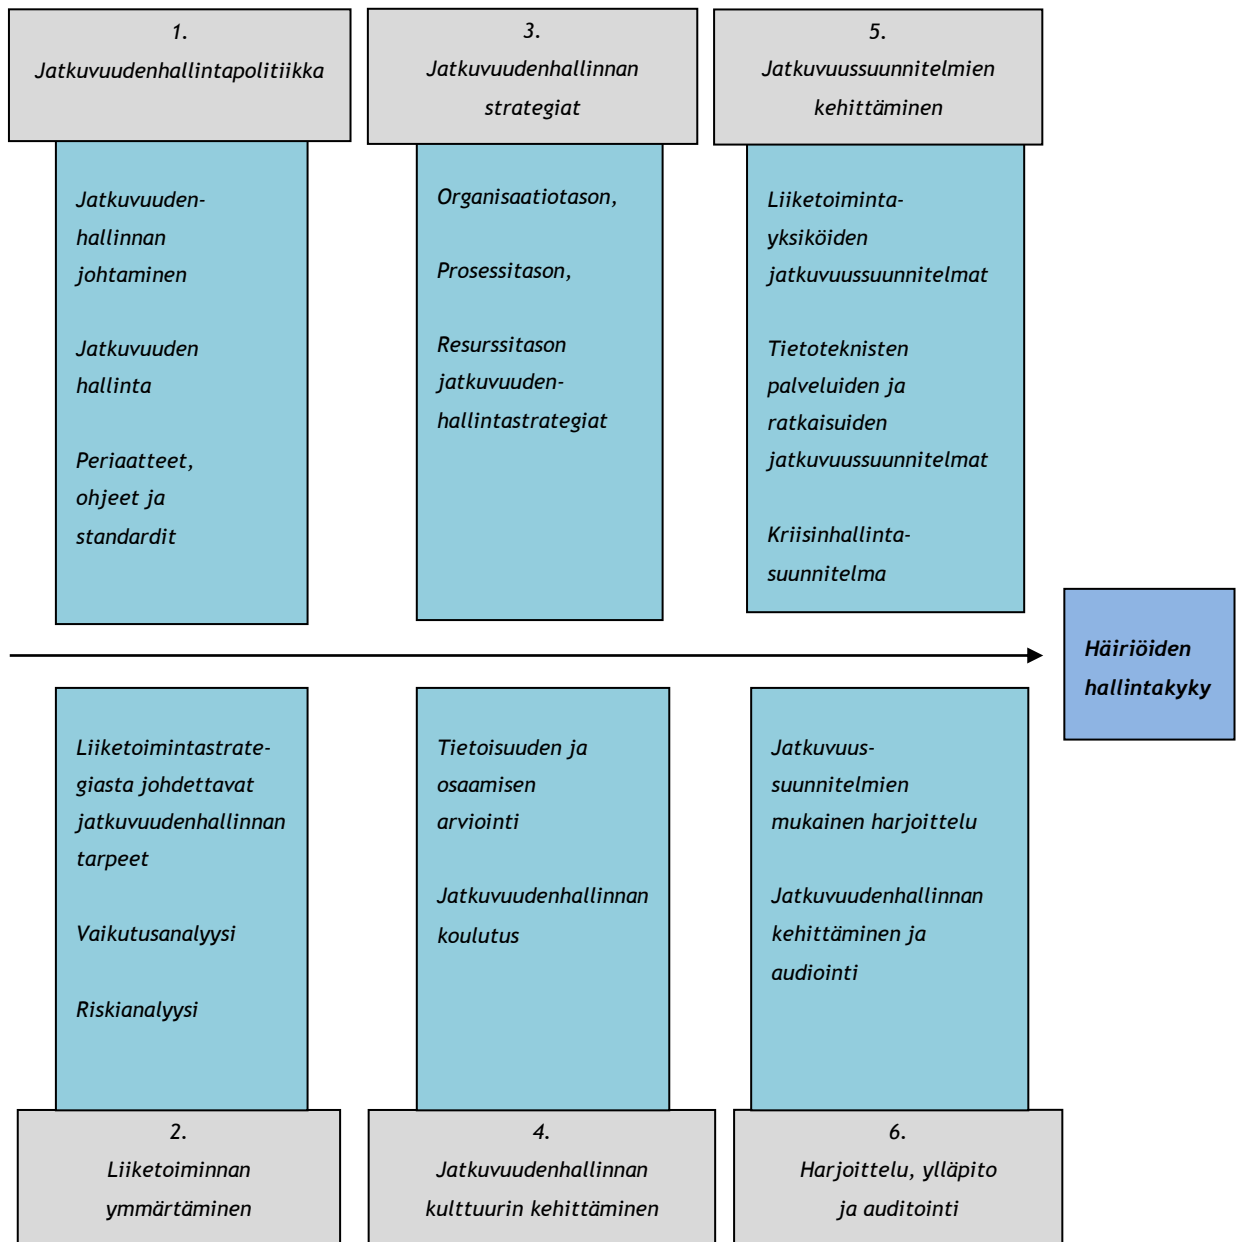 1.
Jatkuvuudenhallintapolitiikka
Jatkuvuuden-
hallinnan
johtaminen
Jatkuvuuden
hallinta
Periaatteet,
ohjeet ja
standardit
3.
Jatkuvuudenhallinnan
strategiat
Organisaatiotason,
Prosessitason,
Resurssitason
jatkuvuuden-
hallintastrategiat
5.
Jatkuvuussuunnitelmien
kehittäminen
Liiketoiminta-
yksiköiden
jatkuvuussuunnitelmat
Tietoteknisten
palveluiden ja
ratkaisuiden
jatkuvuussuunnitelmat
Kriisinhallinta-
suunnitelma
Häiriöiden
hallintakyky
Liiketoimintastrate-
giasta johdettavat
jatkuvuudenhallinnan
tarpeet
Vaikutusanalyysi
Riskianalyysi
2.
Liiketoiminnan
ymmärtäminen
Tietoisuuden ja
osaamisen
arviointi
Jatkuvuudenhallinnan
koulutus
4.
Jatkuvuudenhallinnan
kulttuurin kehittäminen
Jatkuvuus-
suunnitelmien
mukainen harjoittelu
Jatkuvuudenhallinnan
kehittäminen ja
audiointi
6.
Harjoittelu, ylläpito
ja auditointi